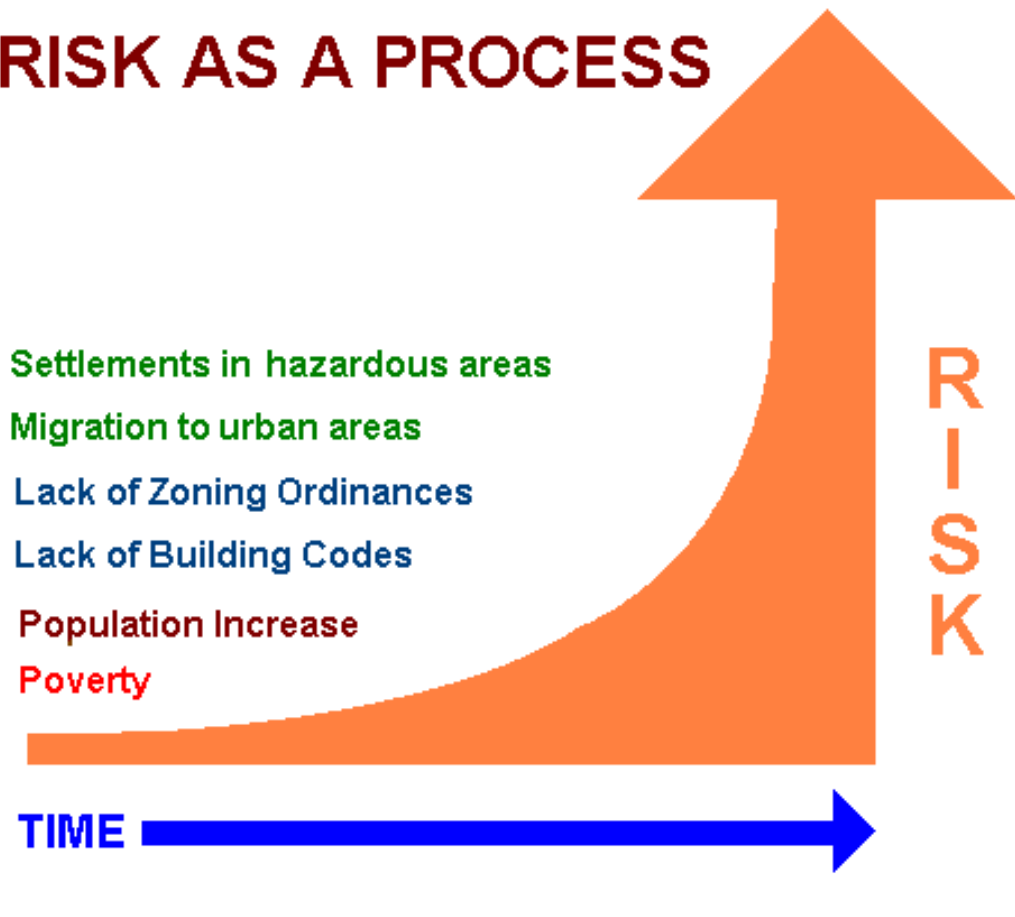 RISK AS A PROCESS
Settlements in hazardous areas
Migration to urban areas
Lack of Zoning Ordinances
Lack of Building Codes
Population Increase
Poverty
RISK
TIME